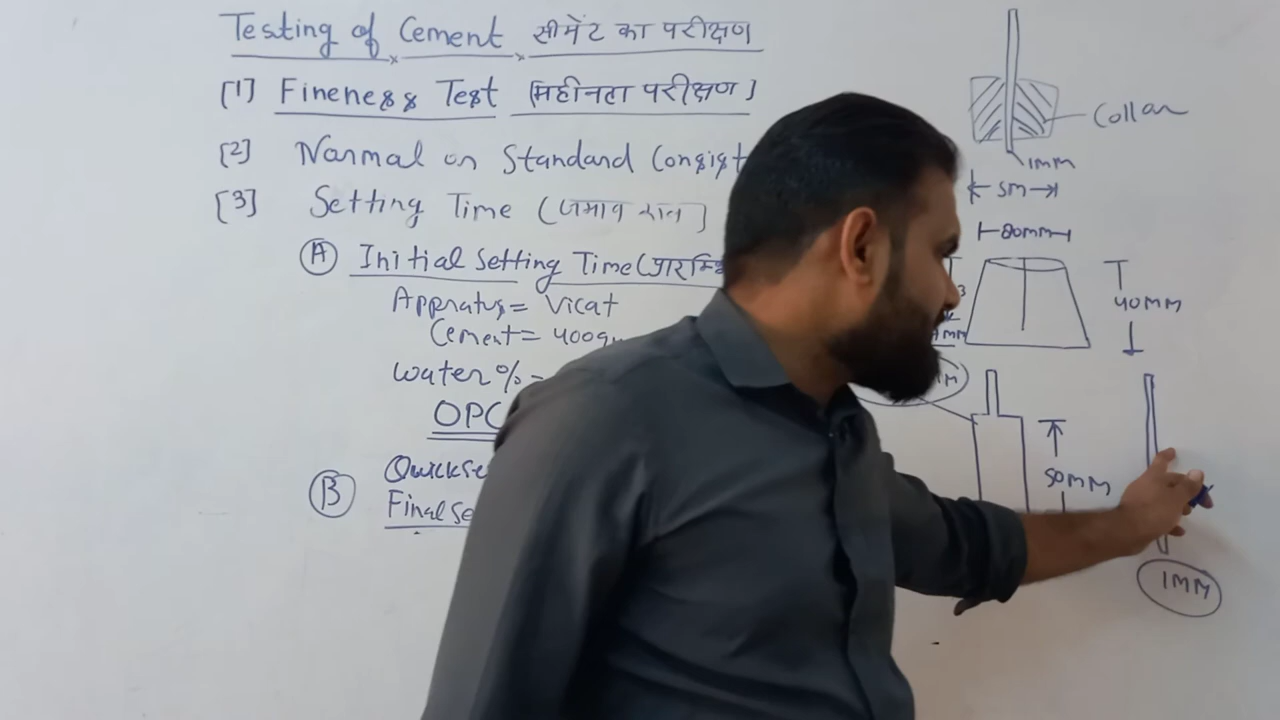 Testing of Cement सीमेंट का परीक्षण
[1] Fineness Test [महीनता परीक्षण]
[2] Normal or Standard Consist
[3] Setting Time (जमाव काल]
(A) Initial Setting Time (प्रारम्भि
Appratus = Vicat
Cement = 400g
Water % =
OPC
Quickse
(B) Final Se
Collar
1MM
5M
80mm
40MM
MM
50MM
1MM